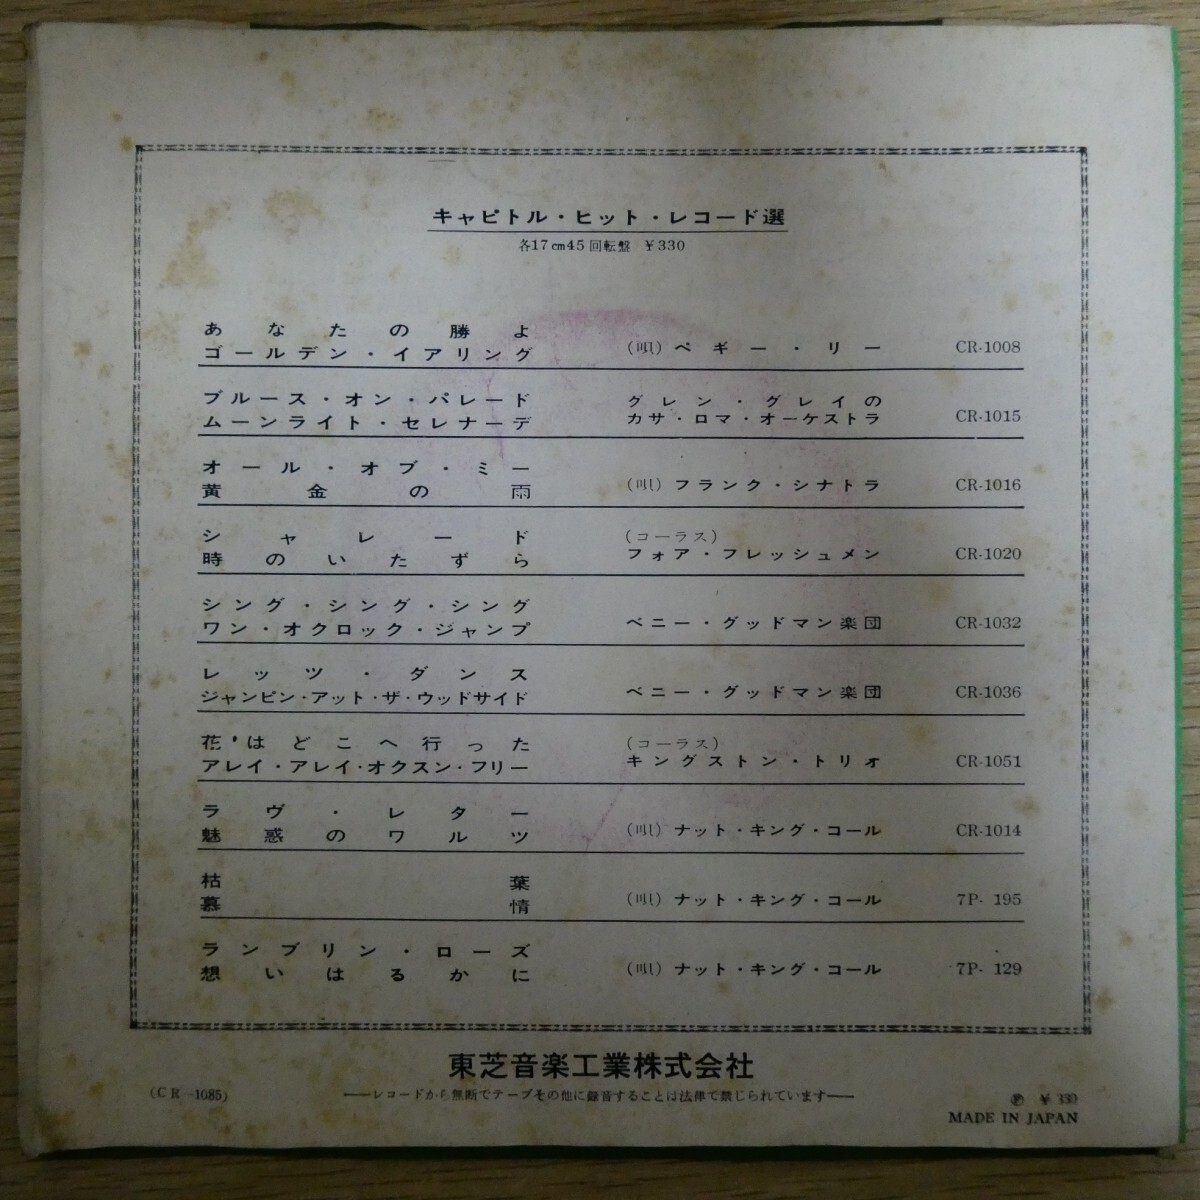 キャピトル・ヒット・レコード選
各17cm45回転盤 ￥330
あなたの勝よ
ゴールデン・イアリング
(唄) ペギー・リー
CR-1008
ブルース・オン・パレード
ムーンライト・セレナーデ
グレン・グレイの
カサ・ロマ・オーケストラ
CR-1015
オール・オブ・ミー
黄金の雨
(唄) フランク・シナトラ
CR-1016
シャレード
時のいたずら
(コーラス)
フォア・フレッシュメン
CR-1020
シング・シング・シング
ワン・オクロック・ジャンプ
ベニー・グッドマン楽団
CR-1032
レッツ・ダンス
ジャンピン・アット・ザ・ウッドサイド
ベニー・グッドマン楽団
CR-1036
花はどこへ行った
アレイ・アレイ・オクスン・フリー
(コーラス)
キングストン・トリオ
CR-1051
ラヴ・レター
魅惑のワルツ
(唄) ナット・キング・コール
CR-1014
枯葉
慕情
(唄) ナット・キング・コール
7P- 195
ランブリン・ローズ
想いはるかに
(唄) ナット・キング・コール
7P- 129
東芝音楽工業株式会社
(CR-1085)
——レコードから無断でテープその他に録音することは法律で禁じられています——
Ⓟ ￥330
MADE IN JAPAN